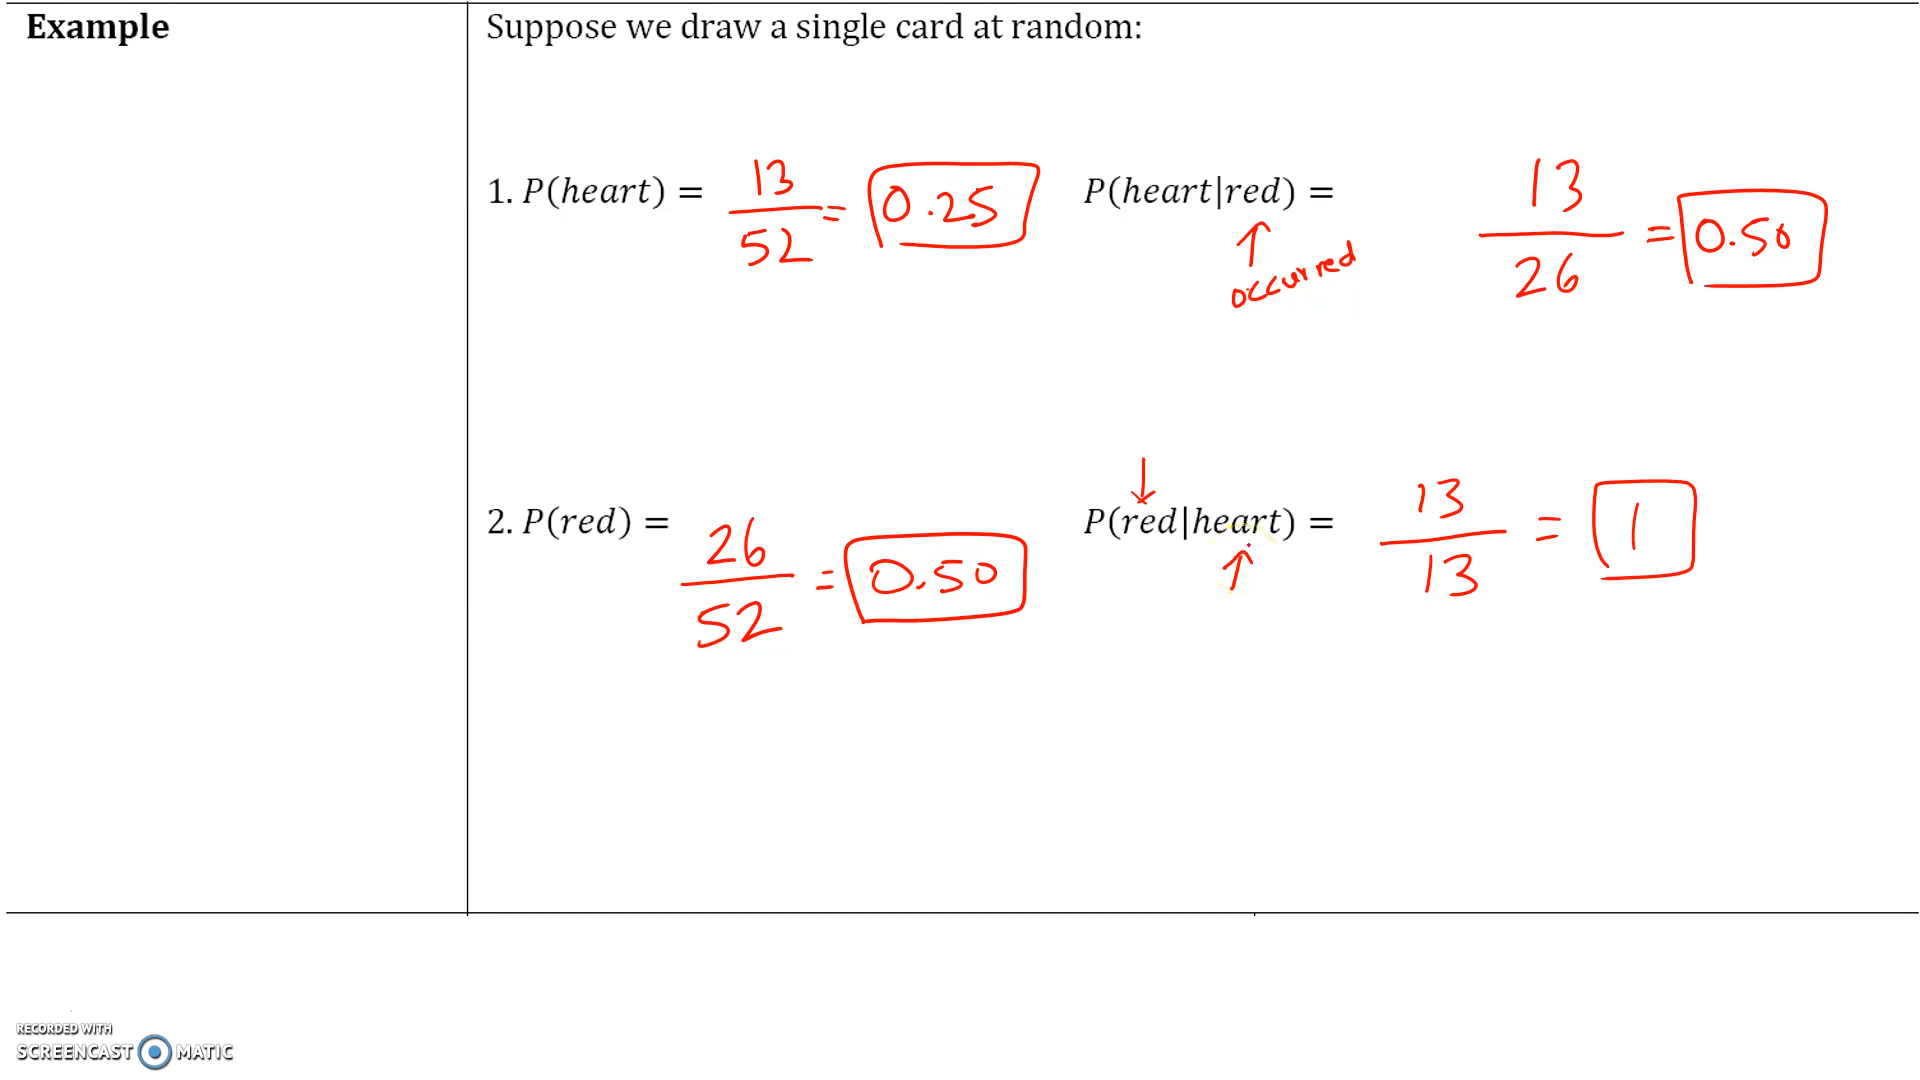 Example
Suppose we draw a single card at random:
1. P(heart) = 13/52 = 0.25
P(heart|red) = 13/26 = 0.50
occurred
2. P(red) = 26/52 = 0.50
P(red|heart) = 13/13 = 1
RECORDED WITH
SCREENCAST MATIC